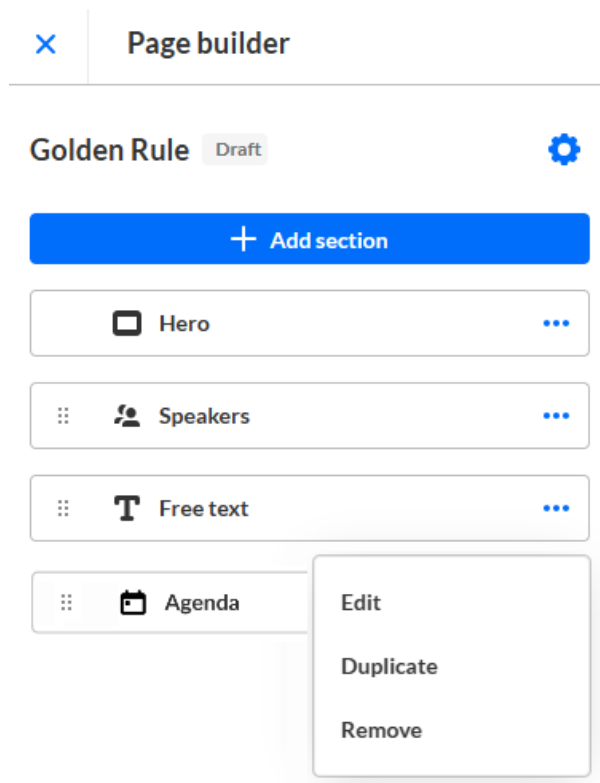 Page builder
Golden Rule Draft
Add section
Hero
Speakers
Free text
Agenda
Edit
Duplicate
Remove